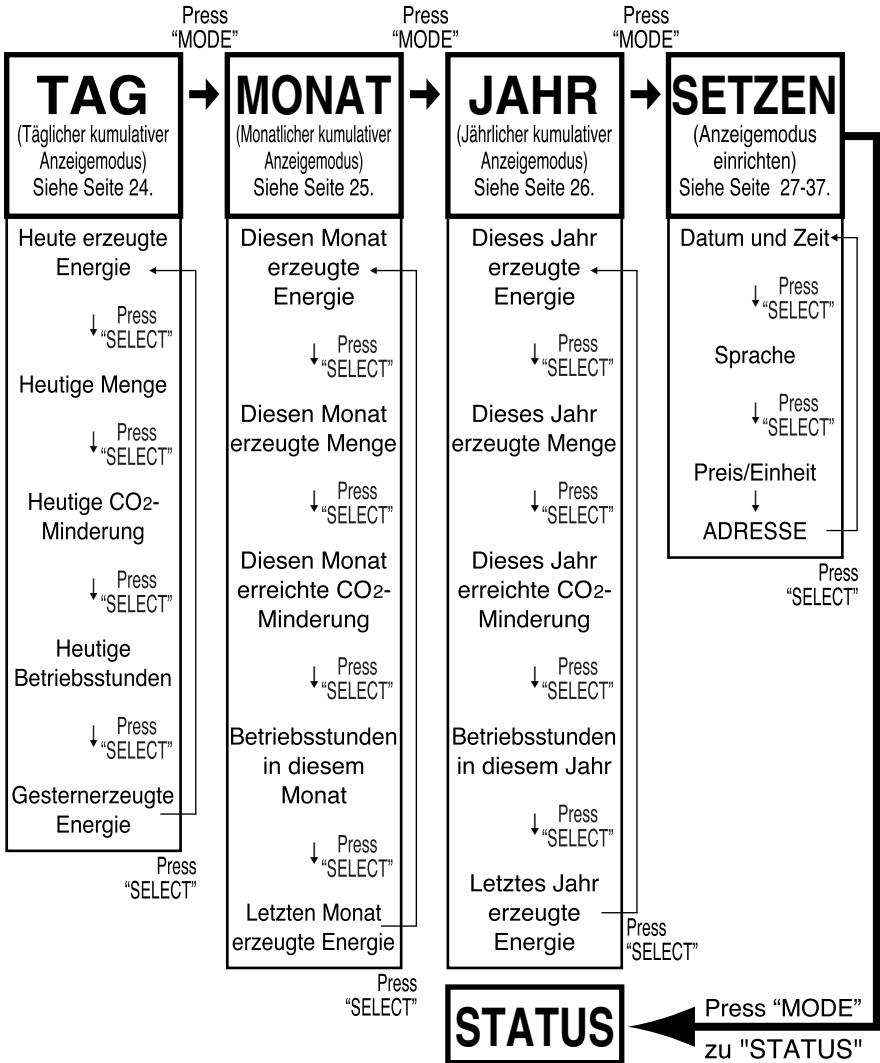 Press
“MODE”
Press
“MODE”
Press
“MODE”
TAG
(Täglicher kumulativer
Anzeigemodus)
Siehe Seite 24.
Heute erzeugte
Energie
Press
“SELECT”
Heutige Menge
Press
“SELECT”
Heutige CO2-
Minderung
Press
“SELECT”
Heutige
Betriebsstunden
Press
“SELECT”
Gesternerzeugte
Energie
Press
“SELECT”
MONAT
(Monatlicher kumulativer
Anzeigemodus)
Siehe Seite 25.
Diesen Monat
erzeugte
Energie
Press
“SELECT”
Diesen Monat
erzeugte Menge
Press
“SELECT”
Diesen Monat
erreichte CO2-
Minderung
Press
“SELECT”
Betriebsstunden
in diesem
Monat
Press
“SELECT”
Letzten Monat
erzeugte Energie
Press
“SELECT”
JAHR
(Jährlicher kumulativer
Anzeigemodus)
Siehe Seite 26.
Dieses Jahr
erzeugte
Energie
Press
“SELECT”
Dieses Jahr
erzeugte Menge
Press
“SELECT”
Dieses Jahr
erreichte CO2-
Minderung
Press
“SELECT”
Betriebsstunden
in diesem Jahr
Press
“SELECT”
Letztes Jahr
erzeugte
Energie
Press
“SELECT”
SETZEN
(Anzeigemodus
einrichten)
Siehe Seite 27-37.
Datum und Zeit
Press
“SELECT”
Sprache
Press
“SELECT”
Preis/Einheit
ADRESSE
Press
“SELECT”
STATUS
Press “MODE”
zu "STATUS"